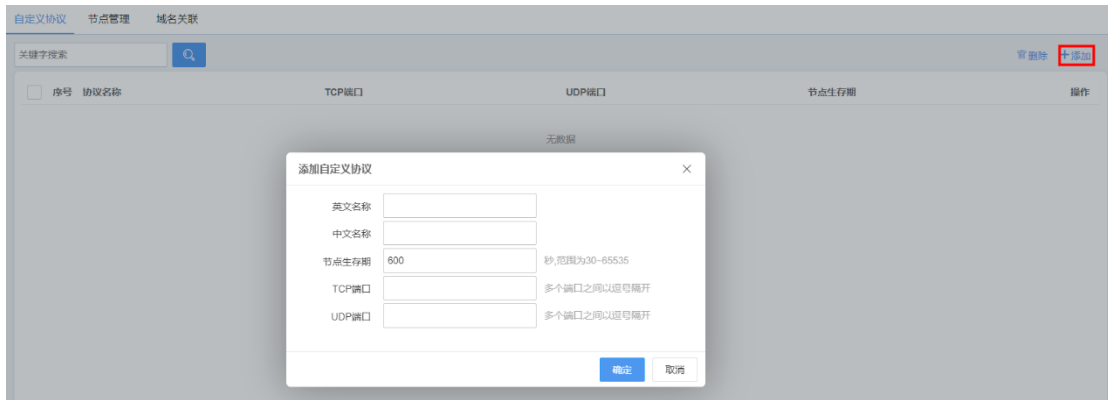 自定义协议 节点管理 域名关联
关键字搜索 删除 +添加
序号 协议名称 TCP端口 UDP端口 节点生存期 操作
无数据
添加自定义协议 ×
英文名称
中文名称
节点生存期 600 秒,范围为30-65535
TCP端口 多个端口之间以逗号隔开
UDP端口 多个端口之间以逗号隔开
确定 取消